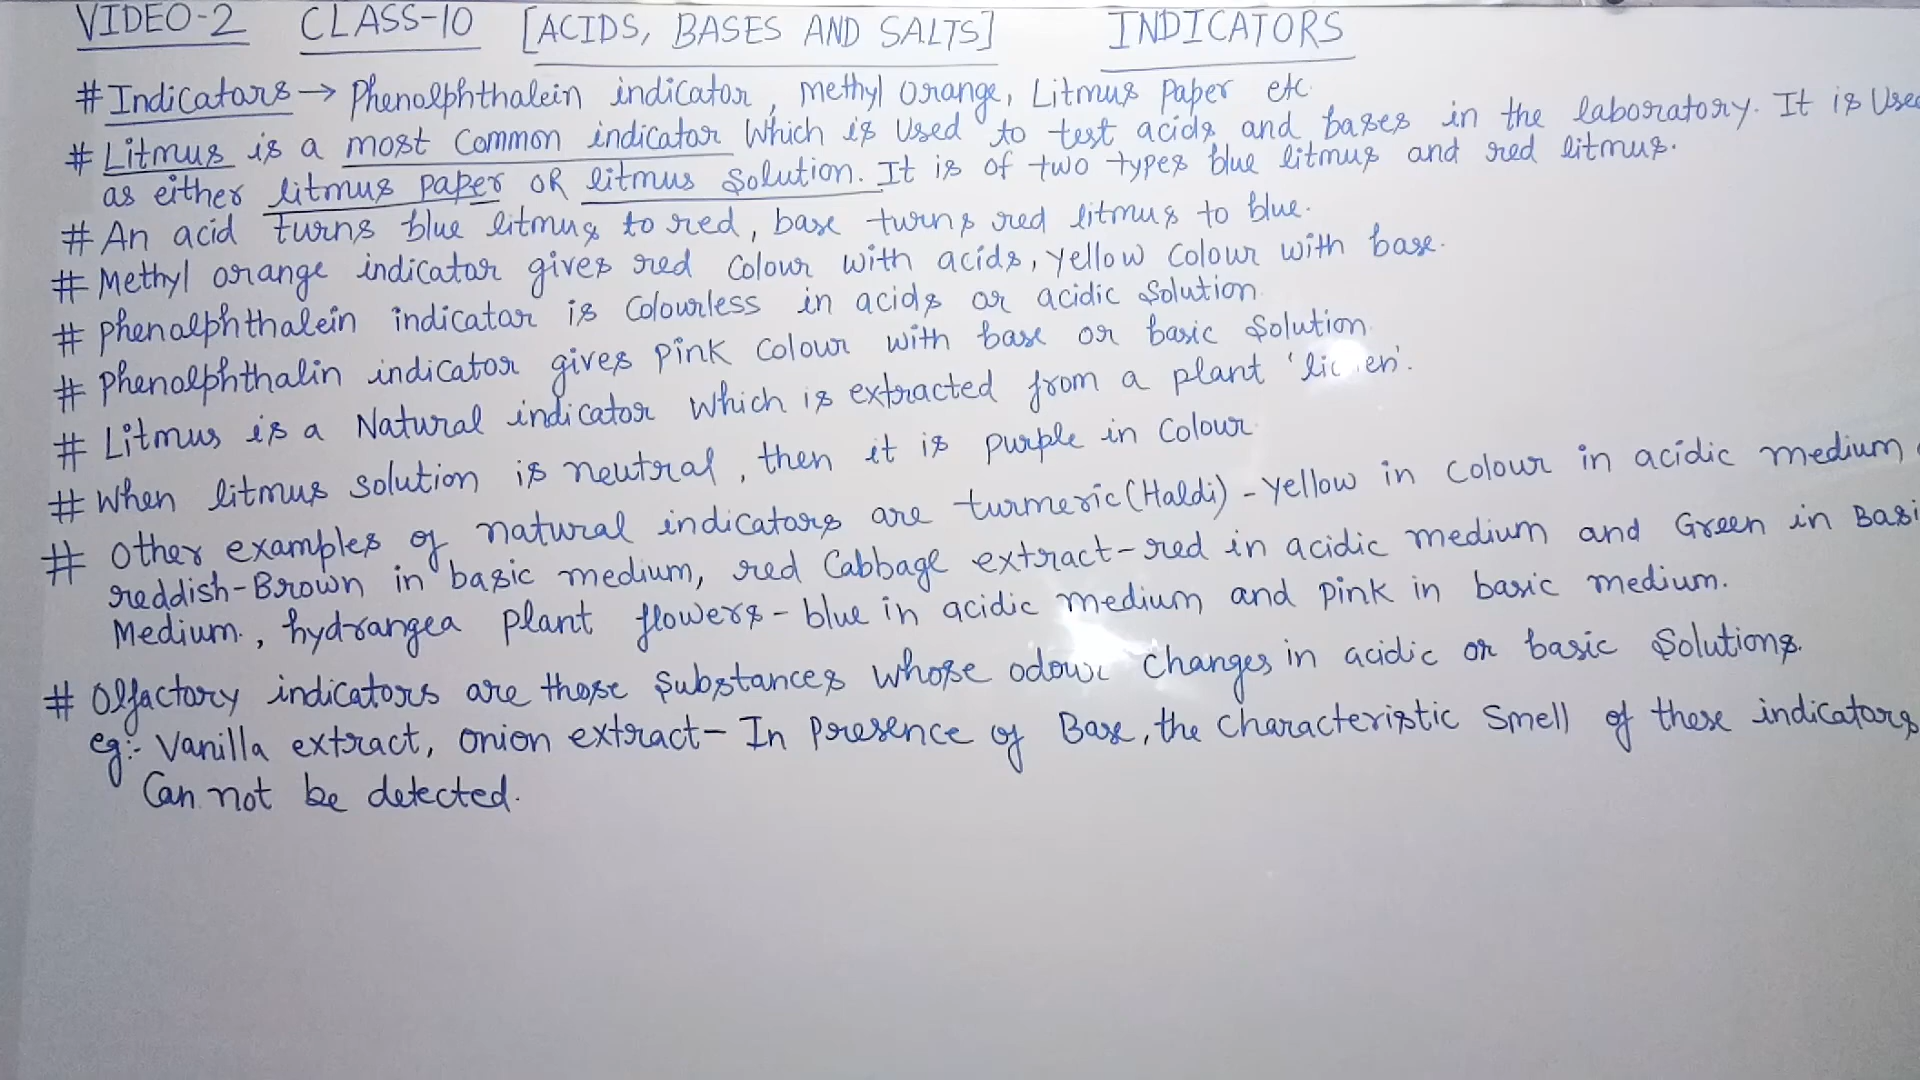 VIDEO-2 CLASS-10 [ACIDS, BASES AND SALTS] INDICATORS
# Indicators → Phenolphthalein indicator, Methyl orange, Litmus Paper etc
# Litmus is a most Common indicator Which is Used to test acids and bases in the laboratory. It is Used
as either litmus paper OR litmus Solution. It is of two types blue litmus and red litmus.
# An acid turns blue litmus to red, base turns red litmus to blue.
# Methyl orange indicator gives red Colour with acids, yellow Colour with base.
# Phenolphthalein indicator is Colourless in acids or acidic Solution
# Phenolphthalin indicator gives Pink Colour with base or basic Solution
# Litmus is a Natural indicator Which is extracted from a plant 'lic en'.
# When litmus Solution is neutral, then it is purple in Colour
# Other examples of natural indicators are turmeric (Haldi) - Yellow in Colour in acidic medium
reddish-Brown in basic medium, red Cabbage extract- red in acidic medium and Green in Basi
Medium., hydrangea plant flowers - blue in acidic medium and Pink in basic medium.
# Olfactory indicators are those Substances whose odour Changes in acidic or basic Solutions.
eg:- Vanilla extract, onion extract- In Presence of Base, the Characteristic Smell of these indicators
Can not be detected.